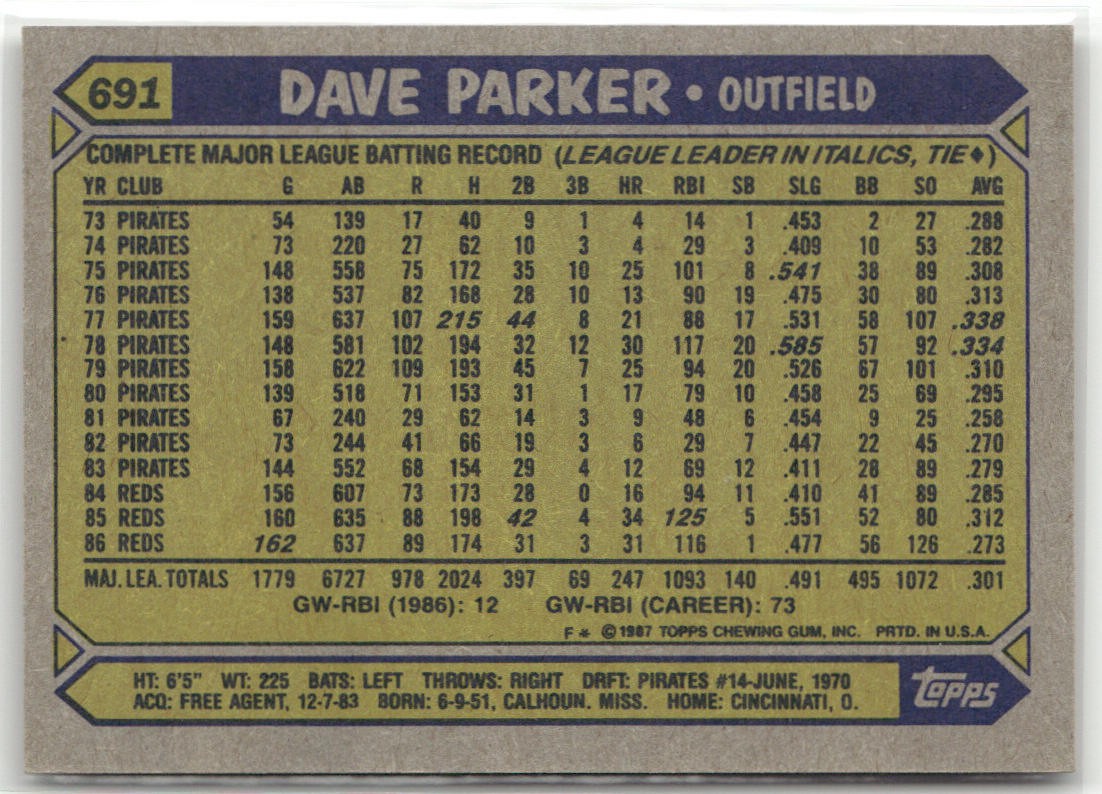 691 DAVE PARKER • OUTFIELD
COMPLETE MAJOR LEAGUE BATTING RECORD (LEAGUE LEADER IN ITALICS, TIE♦)
YR CLUB G AB R H 2B 3B HR RBI SB SLG BB SO AVG
73 PIRATES 54 139 17 40 9 1 4 14 1 .453 2 27 .288
74 PIRATES 73 220 27 62 10 3 4 29 3 .409 10 53 .282
75 PIRATES 148 558 75 172 35 10 25 101 8 .541 38 89 .308
76 PIRATES 138 537 82 168 28 10 13 90 19 .475 30 80 .313
77 PIRATES 159 637 107 215 44 8 21 88 17 .531 58 107 .338
78 PIRATES 148 581 102 194 32 12 30 117 20 .585 57 92 .334
79 PIRATES 158 622 109 193 45 7 25 94 20 .526 67 101 .310
80 PIRATES 139 518 71 153 31 1 17 79 10 .458 25 69 .295
81 PIRATES 67 240 29 62 14 3 9 48 6 .454 9 25 .258
82 PIRATES 73 244 41 66 19 3 6 29 7 .447 22 45 .270
83 PIRATES 144 552 68 154 29 4 12 69 12 .411 28 89 .279
84 REDS 156 607 73 173 28 0 16 94 11 .410 41 89 .285
85 REDS 160 635 88 198 42 4 34 125 5 .551 52 80 .312
86 REDS 162 637 89 174 31 3 31 116 1 .477 56 126 .273
MAJ. LEA. TOTALS 1779 6727 978 2024 397 69 247 1093 140 .491 495 1072 .301
GW-RBI (1986): 12 GW-RBI (CAREER): 73
F * ©1987 TOPPS CHEWING GUM, INC. PRTD. IN U.S.A.
HT: 6'5" WT: 225 BATS: LEFT THROWS: RIGHT DRFT: PIRATES #14-JUNE, 1970
ACQ: FREE AGENT, 12-7-83 BORN: 6-9-51, CALHOUN. MISS. HOME: CINCINNATI, O.
topps